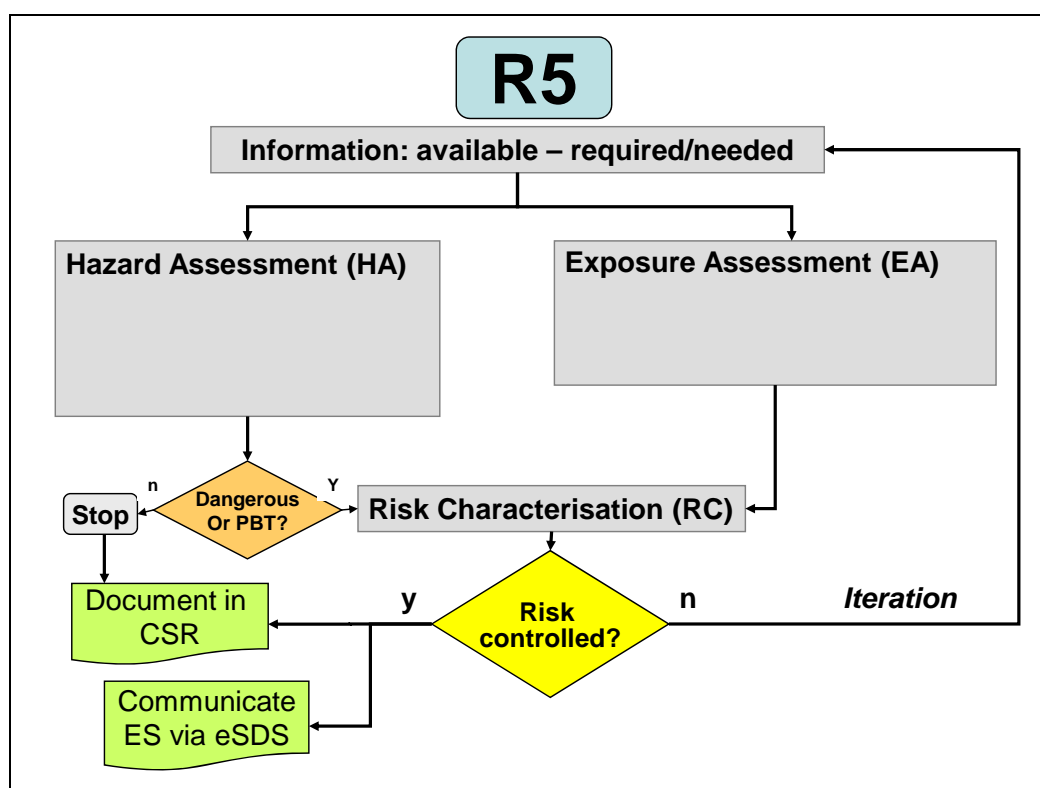 R5
Information: available – required/needed
Hazard Assessment (HA)
Exposure Assessment (EA)
n
Dangerous
Or PBT?
Y
Stop
Risk Characterisation (RC)
Document in
CSR
y
Risk
controlled?
n
Iteration
Communicate
ES via eSDS